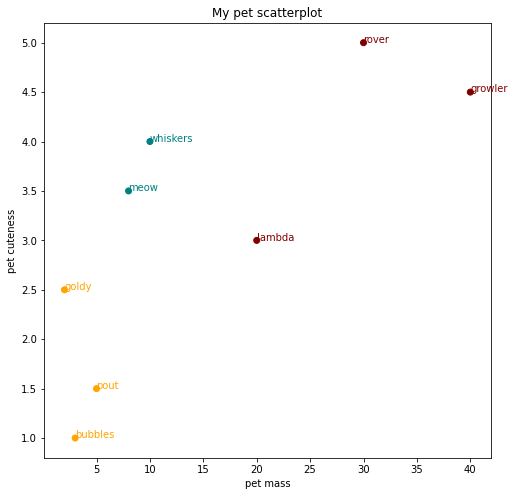 My pet scatterplot
5.0
rover
4.5
growler
4.0
whiskers
3.5
meow
3.0
lambda
2.5
goldy
1.5
pout
2.0
1.0
bubbles
pet cuteness
5
10
15
20
25
30
35
40
pet mass